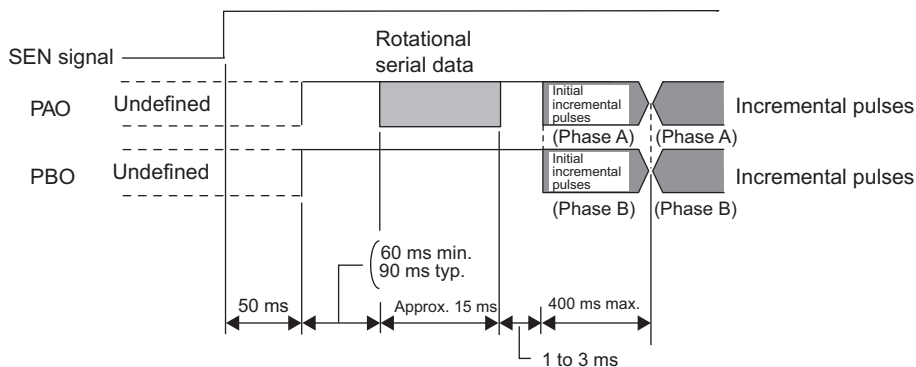 SEN signal
Rotational
serial data
PAO
Undefined
Initial
incremental
pulses
Incremental pulses
(Phase A)
(Phase A)
PBO
Undefined
Initial
incremental
pulses
Incremental pulses
(Phase B)
(Phase B)
60 ms min.
90 ms typ.
50 ms
Approx. 15 ms
400 ms max.
1 to 3 ms